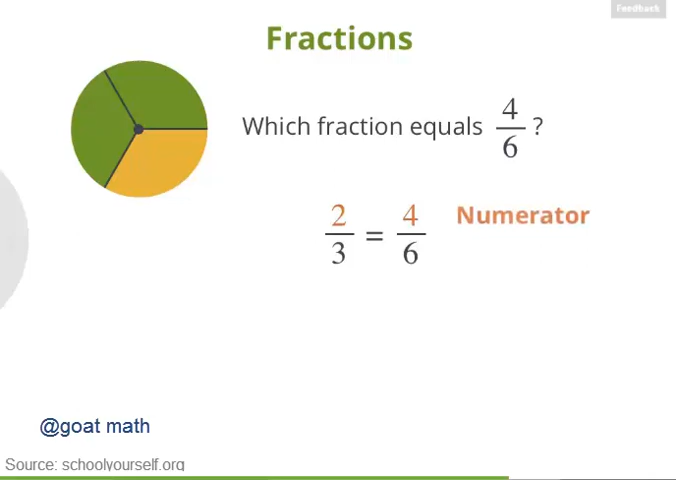 Feedback
Fractions
Which fraction equals 4/6 ?
2/3 = 4/6 Numerator
@goat math
Source: schoolyourself.org